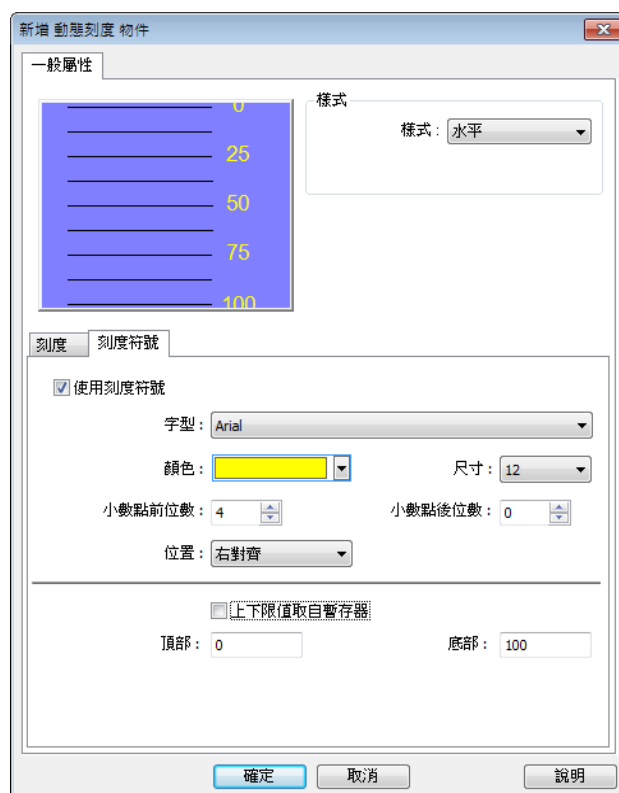 新增 動態刻度 物件
一般屬性
0
25
50
75
100
樣式
樣式 : 水平
刻度 刻度符號
使用刻度符號
字型 : Arial
顏色 : 尺寸 : 12
小數點前位數 : 4 小數點後位數 : 0
位置 : 右對齊
上下限值取自暫存器
頂部 : 0 底部 : 100
確定 取消 說明